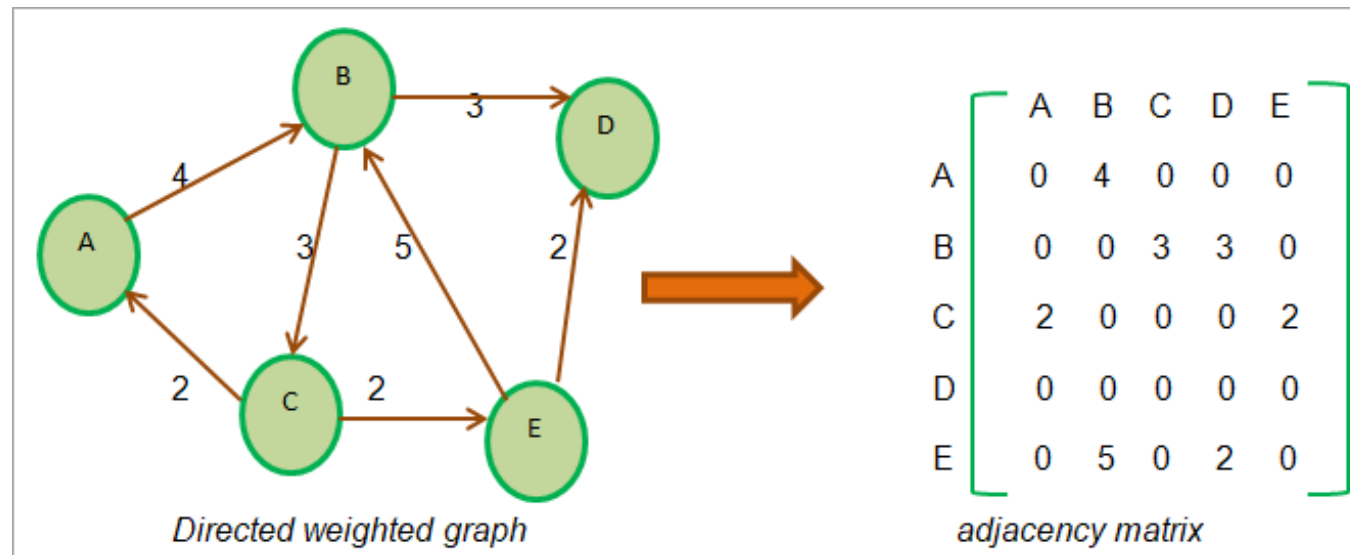 B
3
D
4
A
3
5
2
2
C
2
E
Directed weighted graph
A B C D E
A 0 4 0 0 0
B 0 0 3 3 0
C 2 0 0 0 2
D 0 0 0 0 0
E 0 5 0 2 0
adjacency matrix